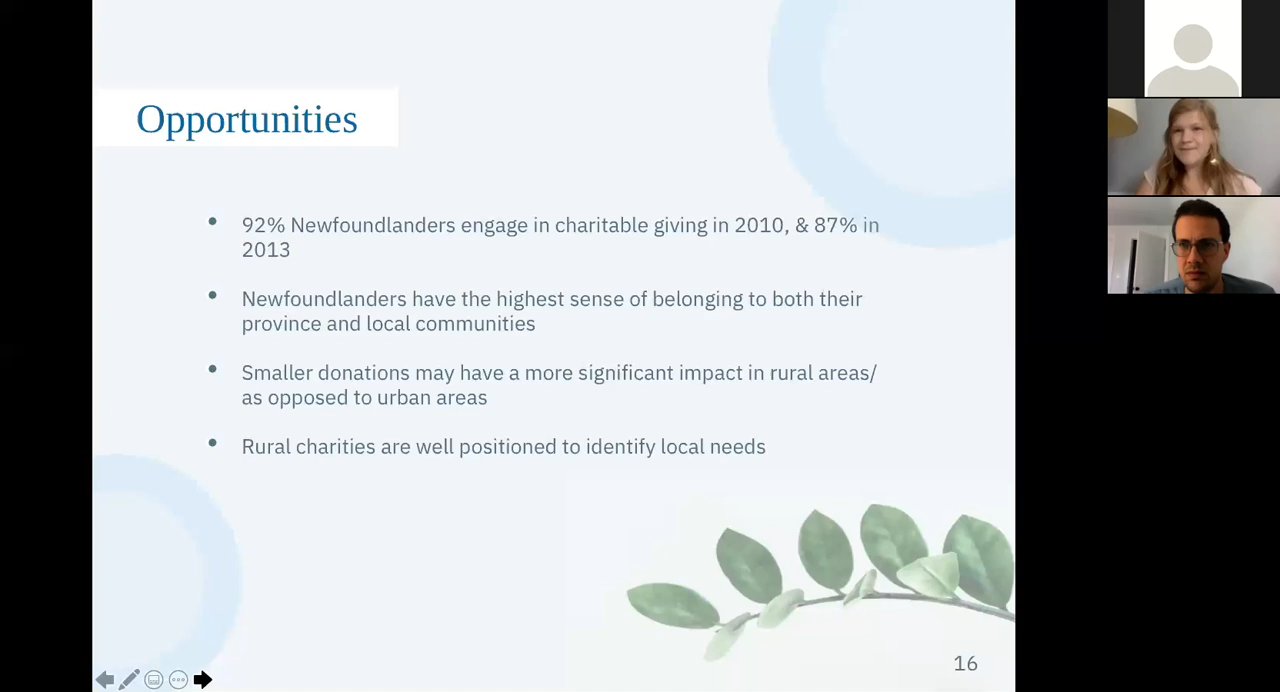 Opportunities
92% Newfoundlanders engage in charitable giving in 2010, & 87% in
2013
Newfoundlanders have the highest sense of belonging to both their
province and local communities
Smaller donations may have a more significant impact in rural areas/
as opposed to urban areas
Rural charities are well positioned to identify local needs
16